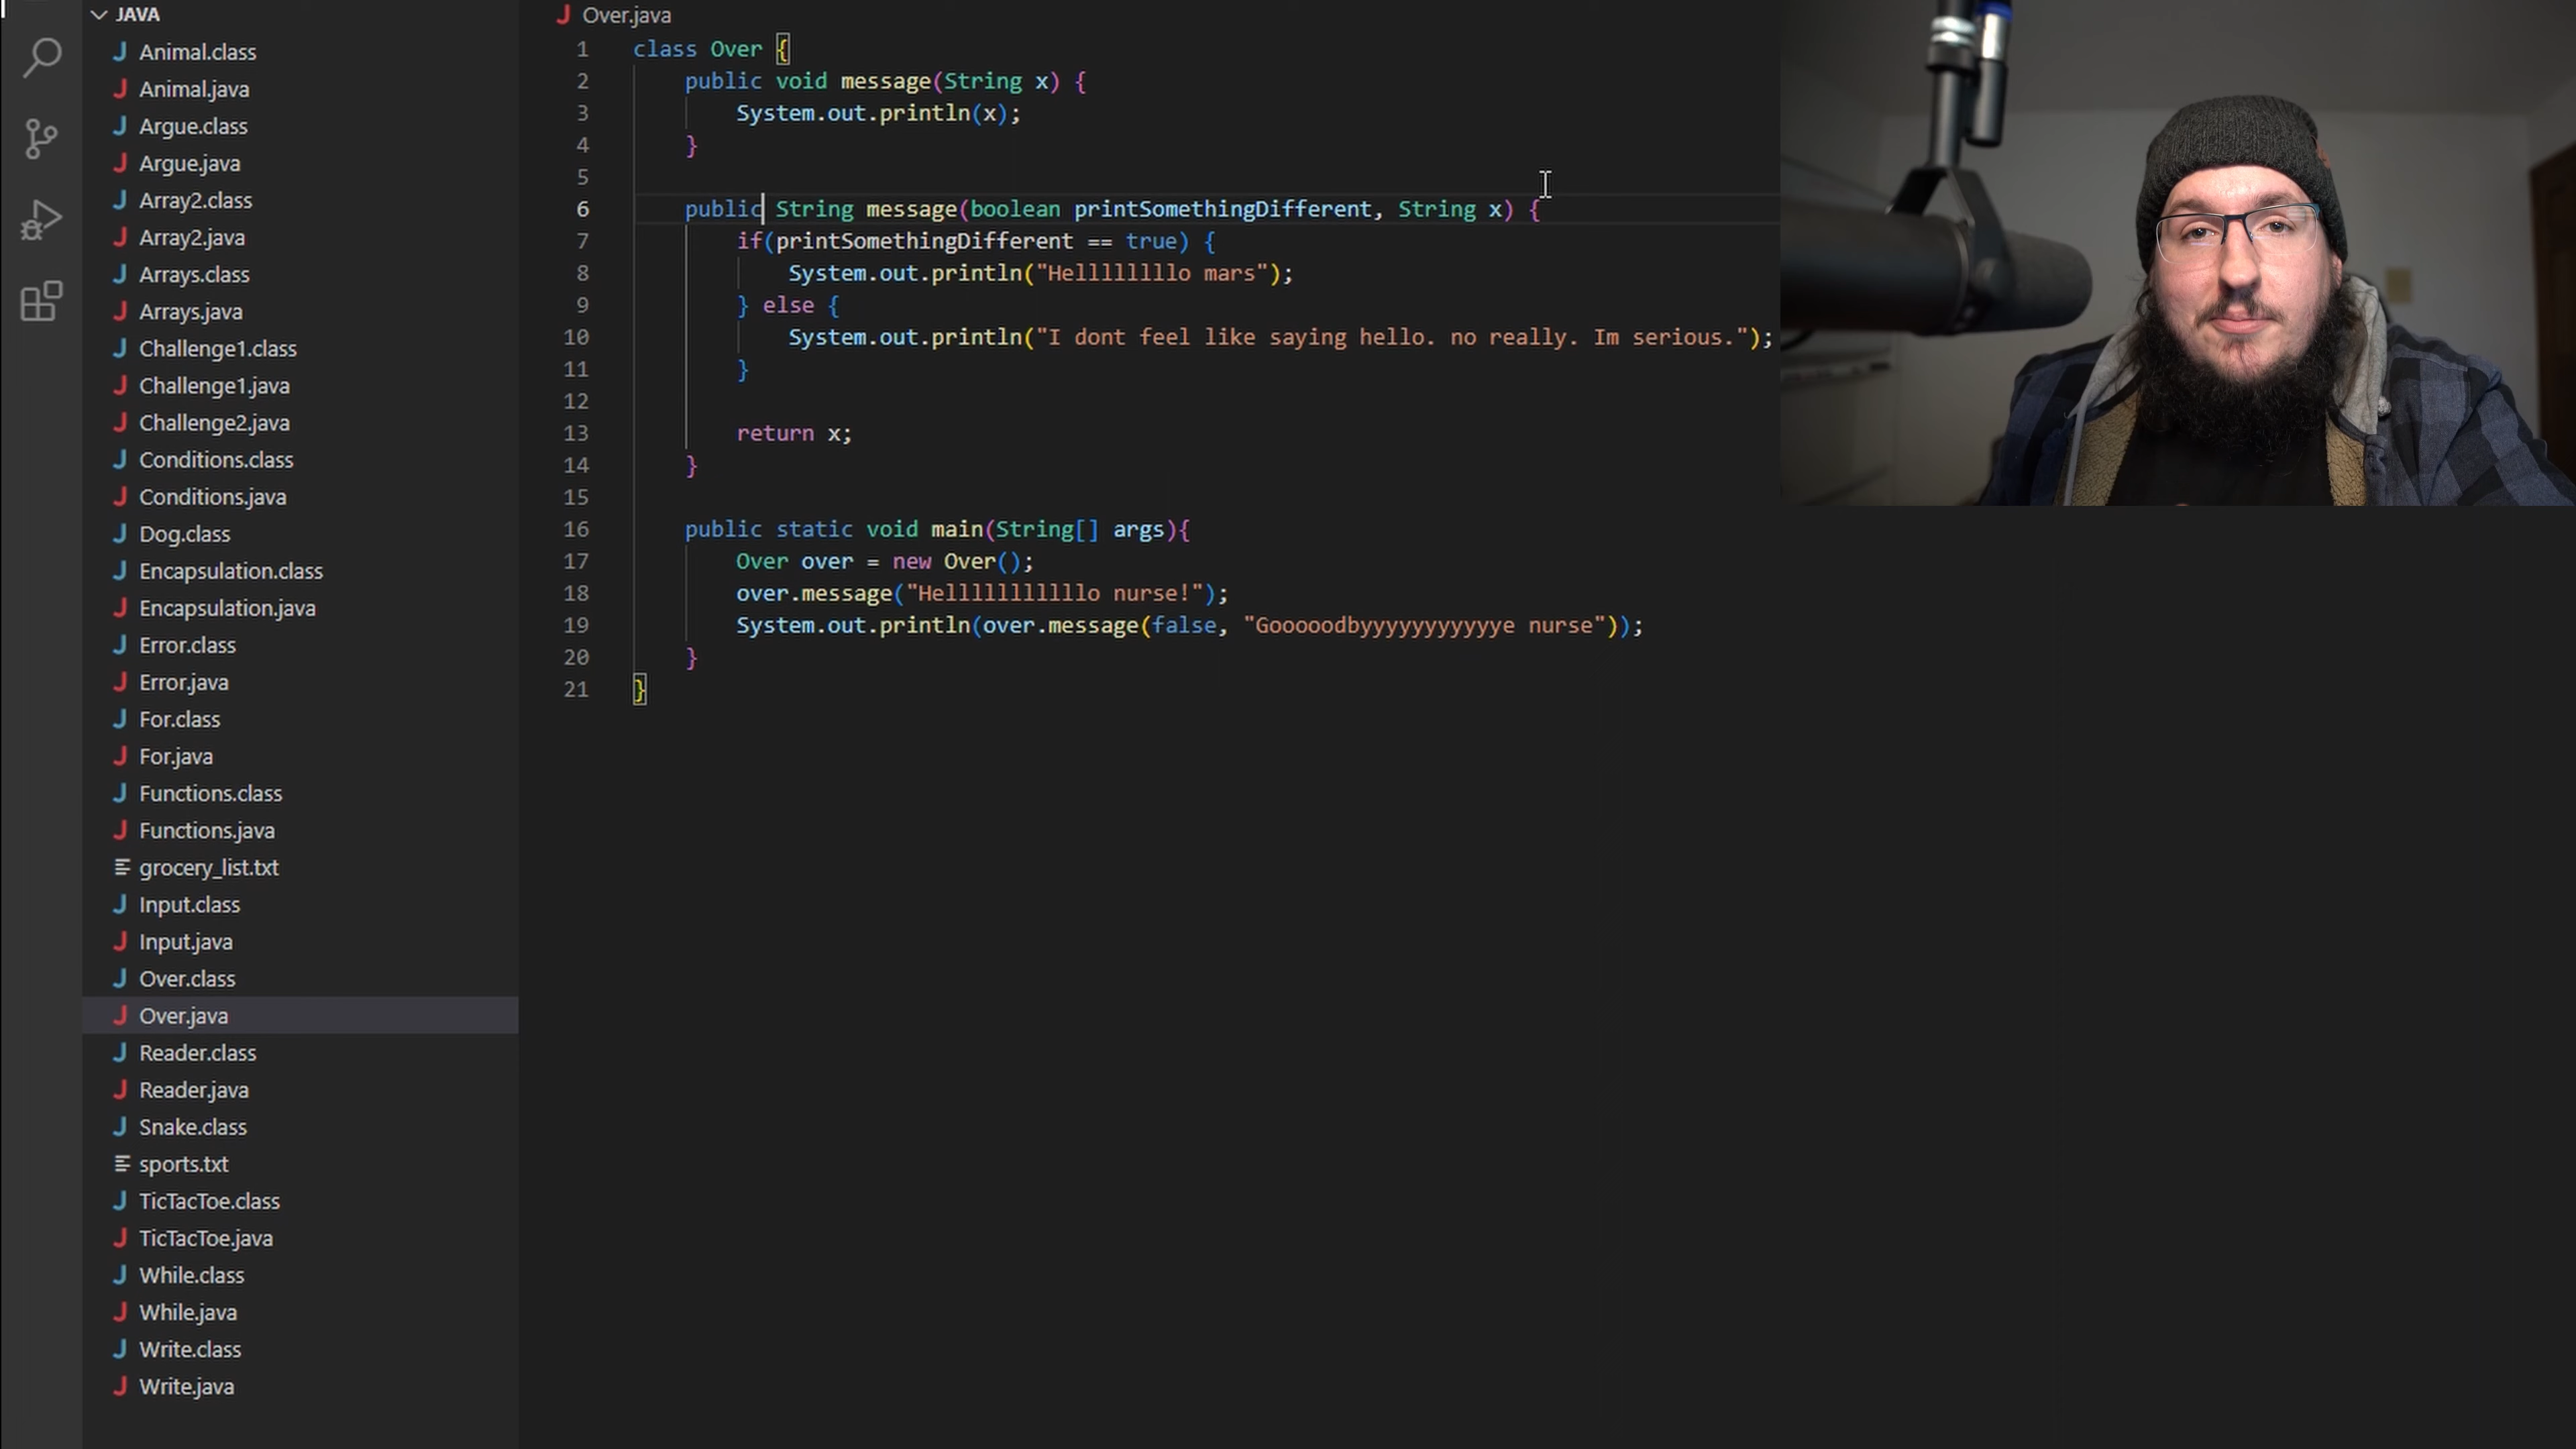 JAVA
Animal.class
Animal.java
Argue.class
Argue.java
Array2.class
Array2.java
Arrays.class
Arrays.java
Challenge1.class
Challenge1.java
Challenge2.java
Conditions.class
Conditions.java
Dog.class
Encapsulation.class
Encapsulation.java
Error.class
Error.java
For.class
For.java
Functions.class
Functions.java
grocery_list.txt
Input.class
Input.java
Over.class
Over.java
Reader.class
Reader.java
Snake.class
sports.txt
TicTacToe.class
TicTacToe.java
While.class
While.java
Write.class
Write.java
Over.java
1 class Over {
2 public void message(String x) {
3 System.out.println(x);
4 }
5
6 public String message(boolean printSomethingDifferent, String x) {
7 if(printSomethingDifferent == true) {
8 System.out.println("Helllllllllo mars");
9 } else {
10 System.out.println("I dont feel like saying hello. no really. Im serious.");
11 }
12
13 return x;
14 }
15
16 public static void main(String[] args){
17 Over over = new Over();
18 over.message("Helllllllllllo nurse!");
19 System.out.println(over.message(false, "Gooooodbyyyyyyyyyyye nurse"));
20 }
21 }